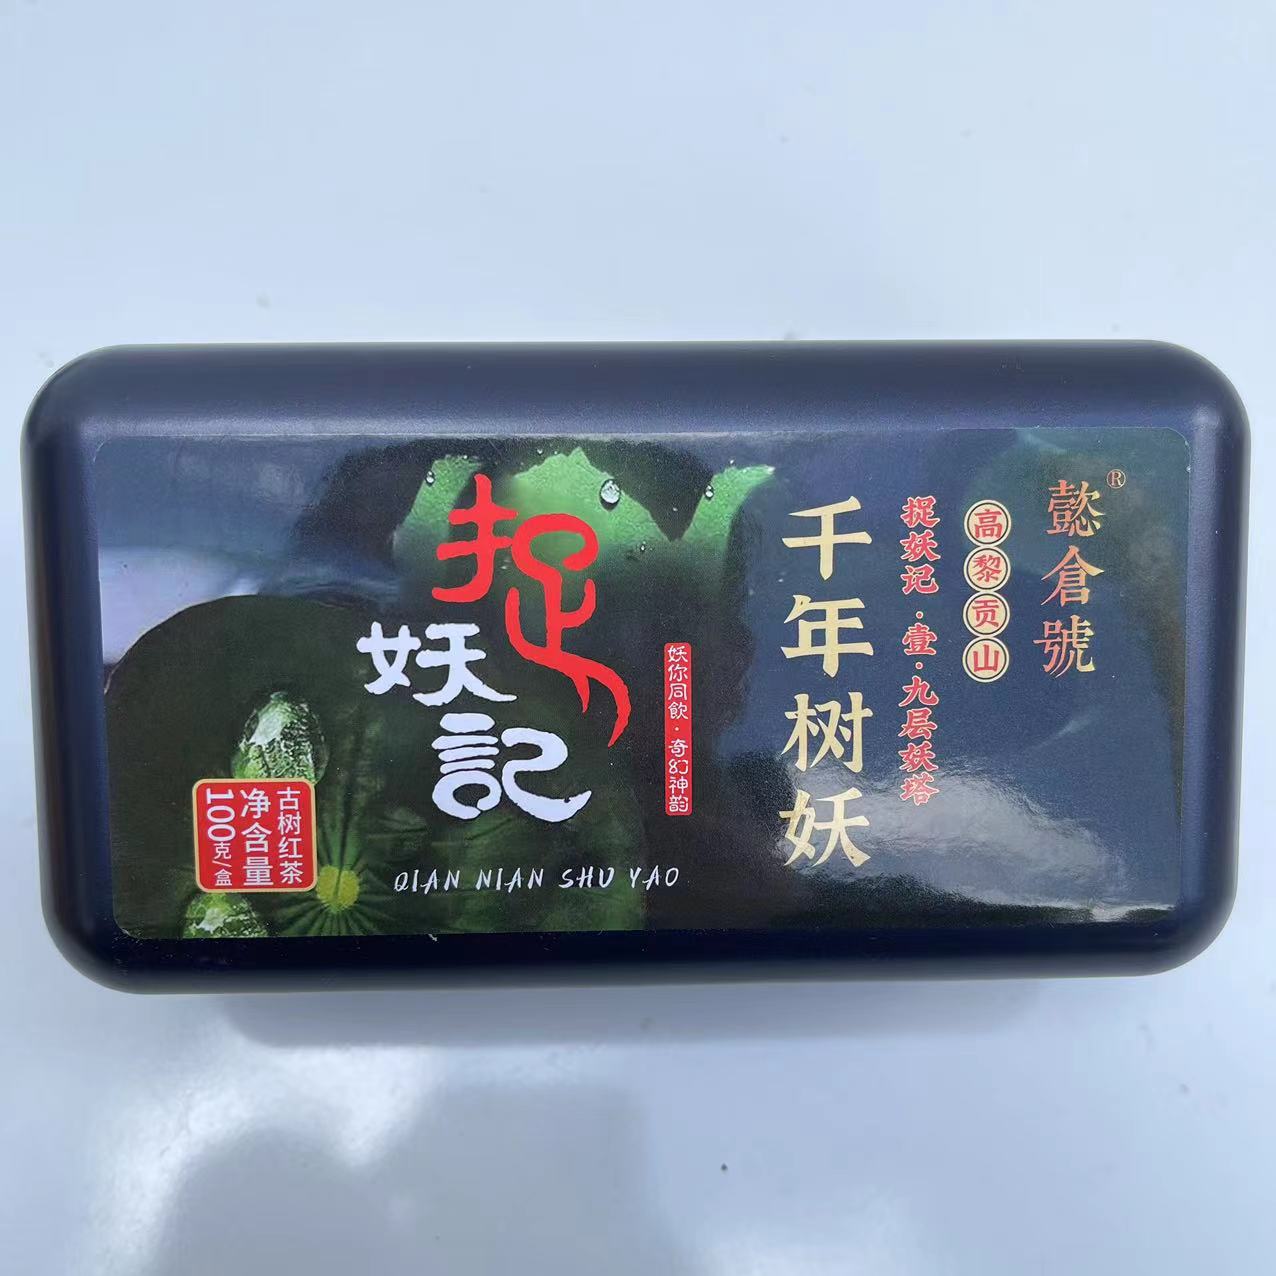 懿倉號®
高黎贡山
捉妖记·壹·九层妖塔
千年树妖
捉
妖
記
妖你同飲·奇幻神韵
QIAN NIAN SHU YAO
古树红茶
净含量
100克/盒